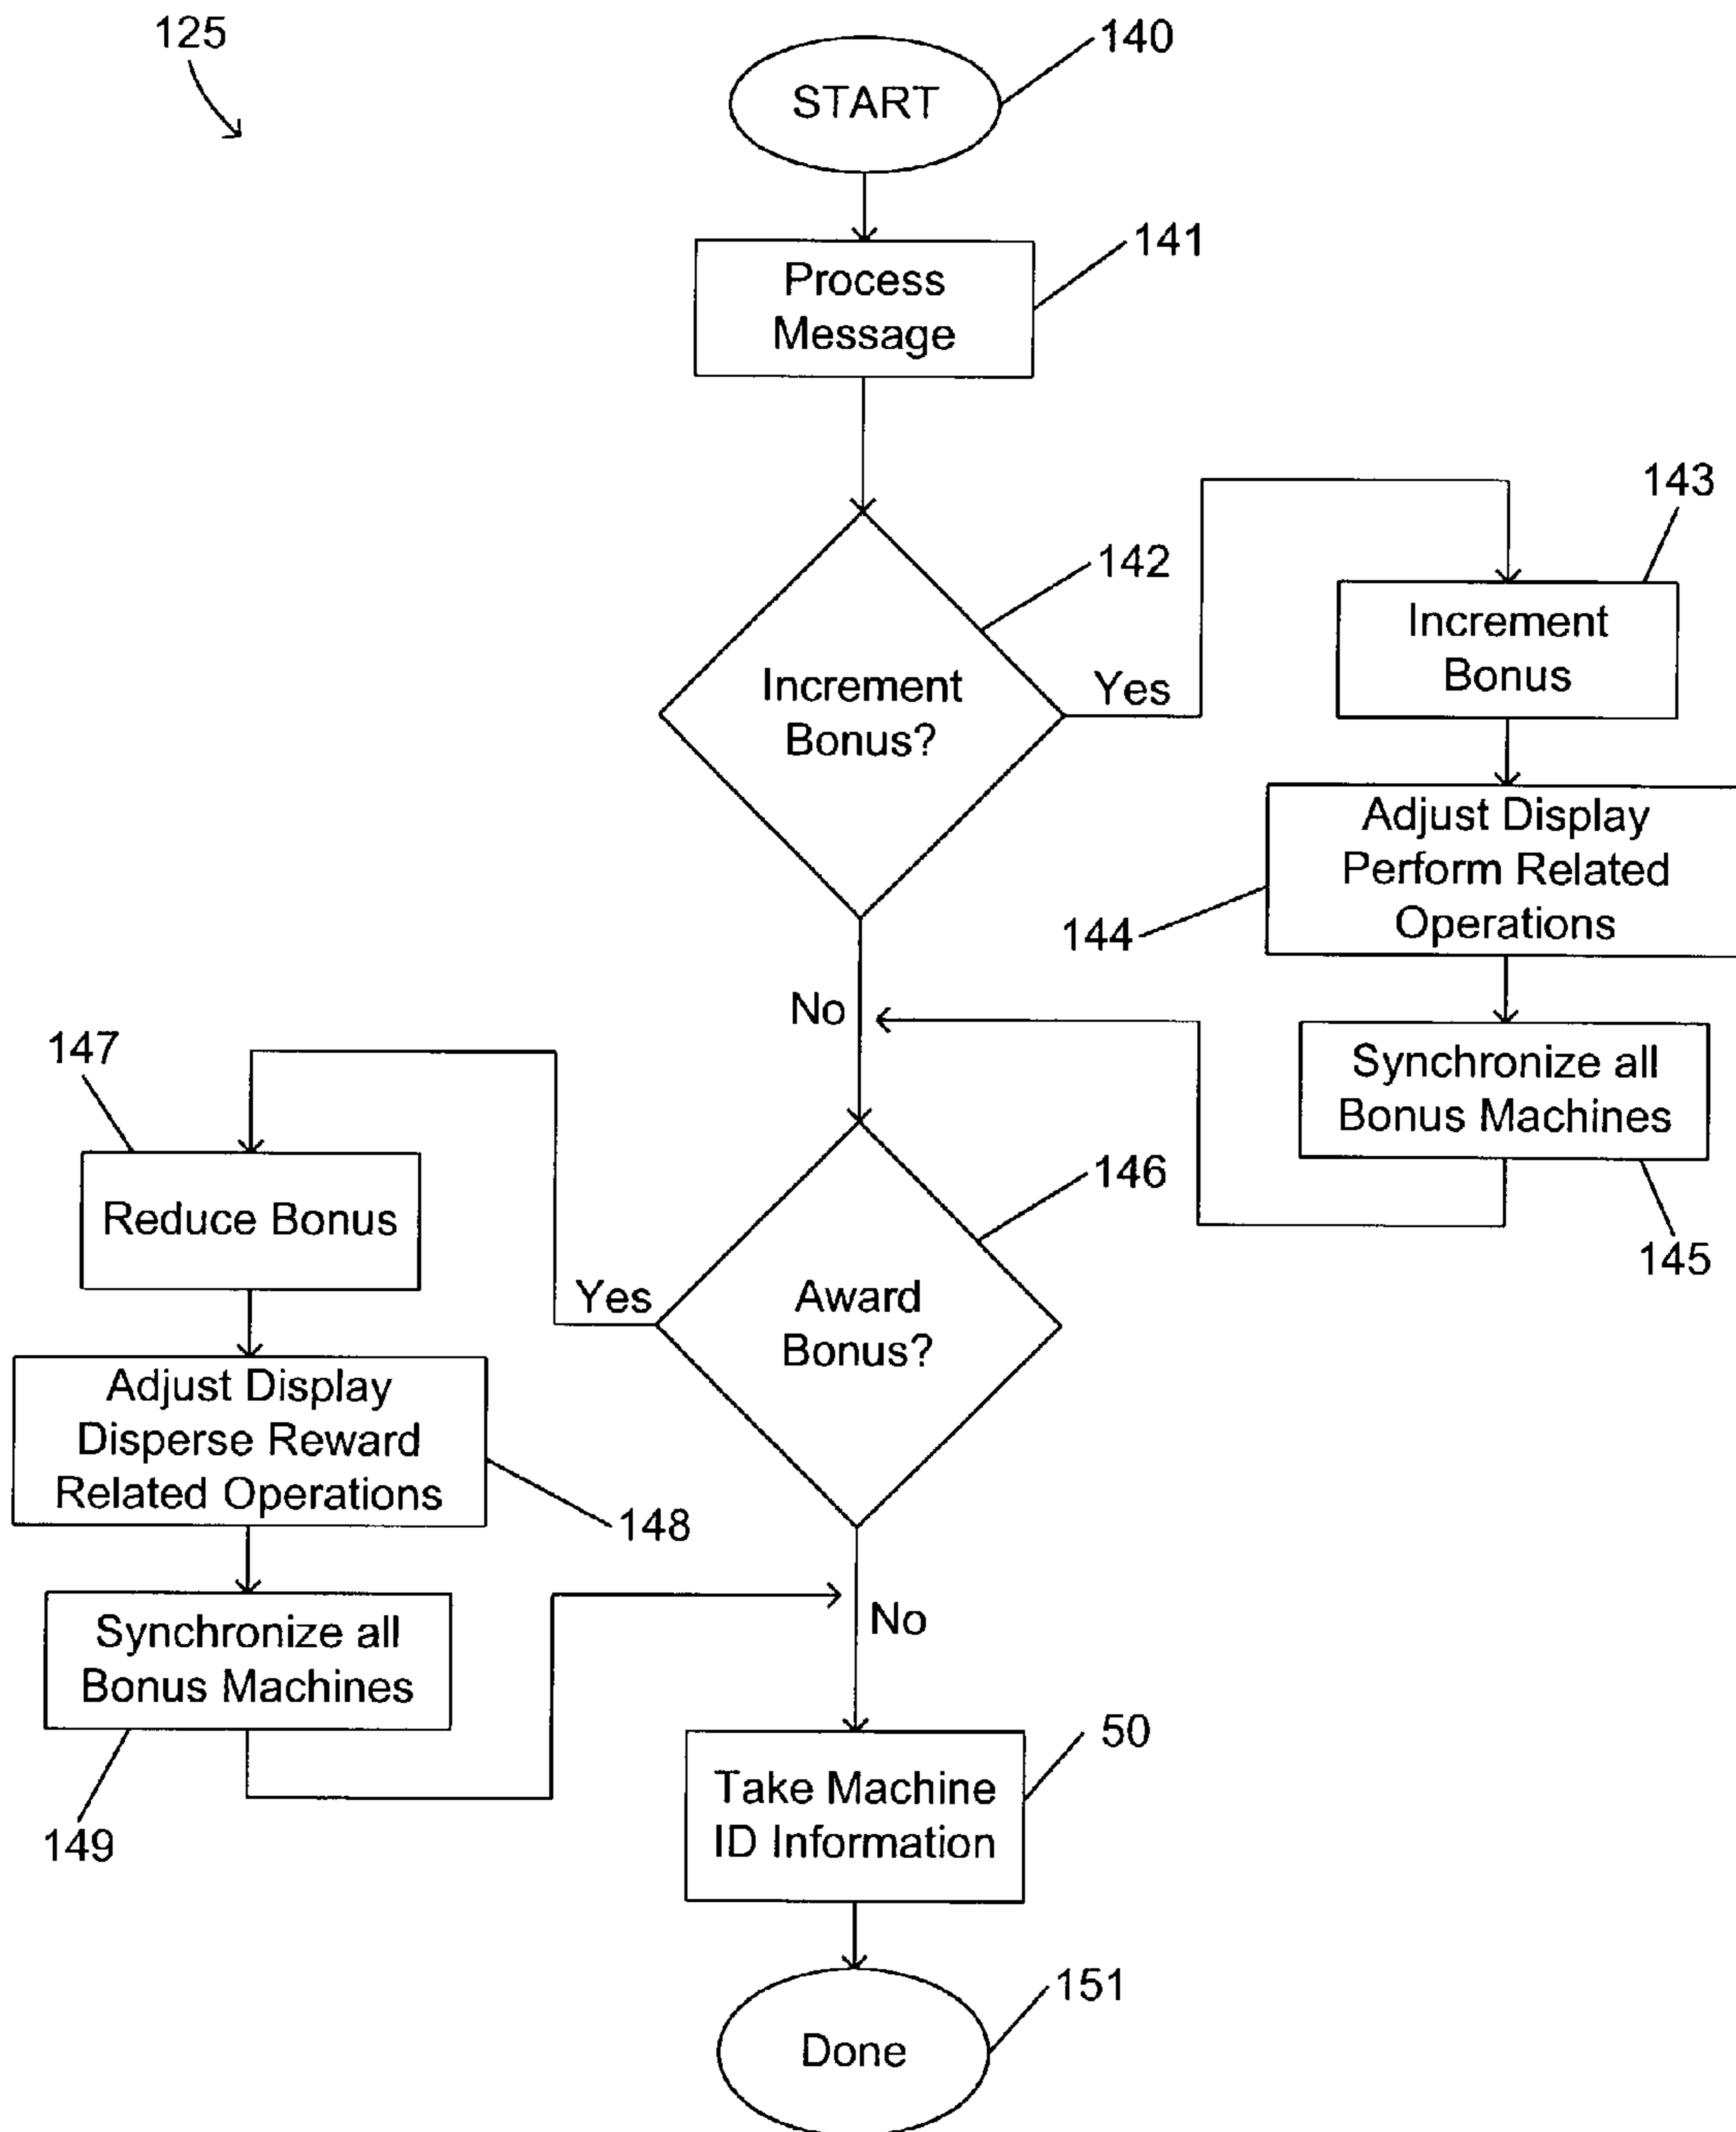 125
START
140
Process
Message
141
Increment
Bonus?
142
Yes
143
Increment
Bonus
Adjust Display
Perform Related
Operations
144
No
Synchronize all
Bonus Machines
145
147
Reduce Bonus
Yes
Award
Bonus?
146
Adjust Display
Disperse Reward
Related Operations
148
Synchronize all
Bonus Machines
149
No
Take Machine
ID Information
50
Done
151